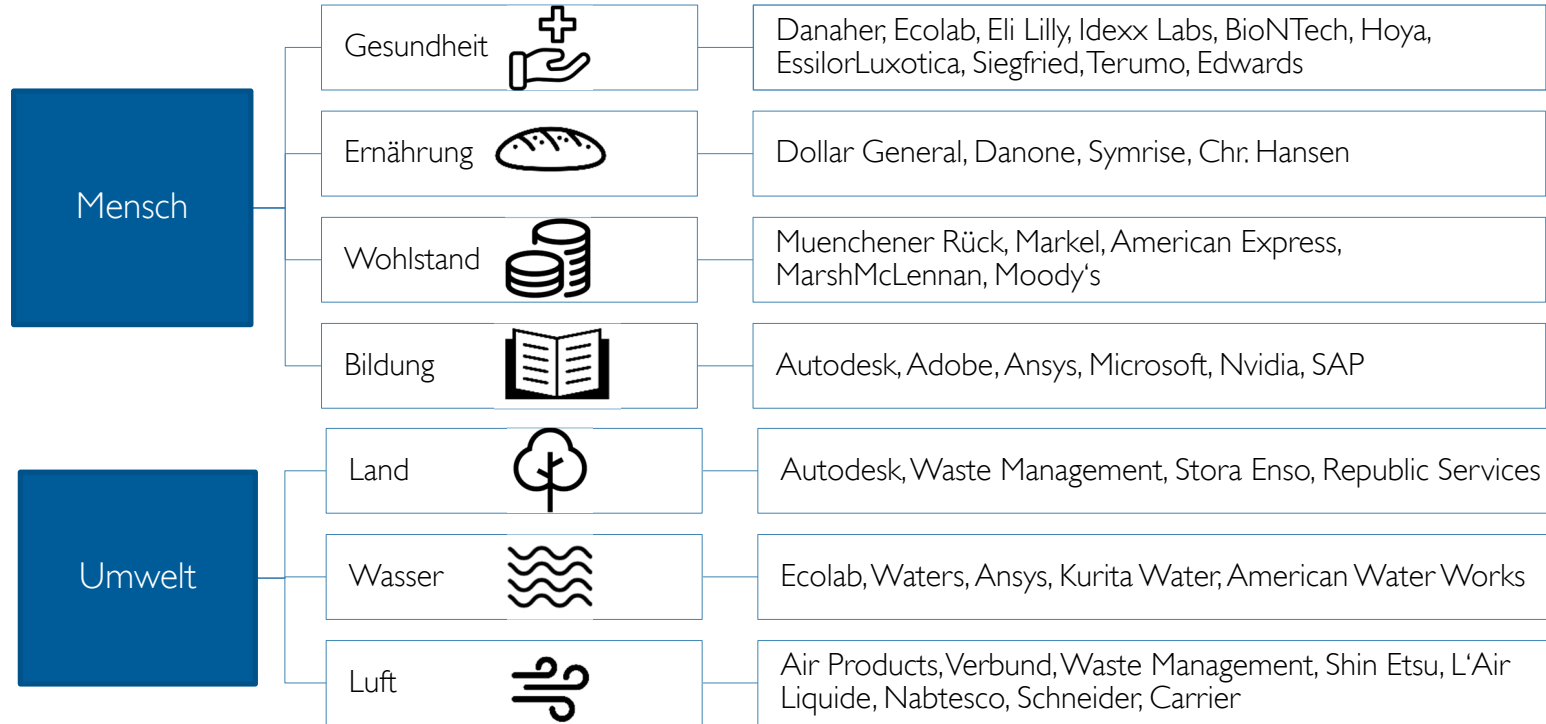 Mensch
Gesundheit
Danaher, Ecolab, Eli Lilly, Idexx Labs, BioNTech, Hoya,
EssilorLuxotica, Siegfried, Terumo, Edwards
Ernährung
Dollar General, Danone, Symrise, Chr. Hansen
Wohlstand
Muenchener Rück, Markel, American Express,
MarshMcLennan, Moody‘s
Bildung
Autodesk, Adobe, Ansys, Microsoft, Nvidia, SAP
Umwelt
Land
Autodesk, Waste Management, Stora Enso, Republic Services
Wasser
Ecolab, Waters, Ansys, Kurita Water, American Water Works
Luft
Air Products, Verbund, Waste Management, Shin Etsu, L‘Air
Liquide, Nabtesco, Schneider, Carrier